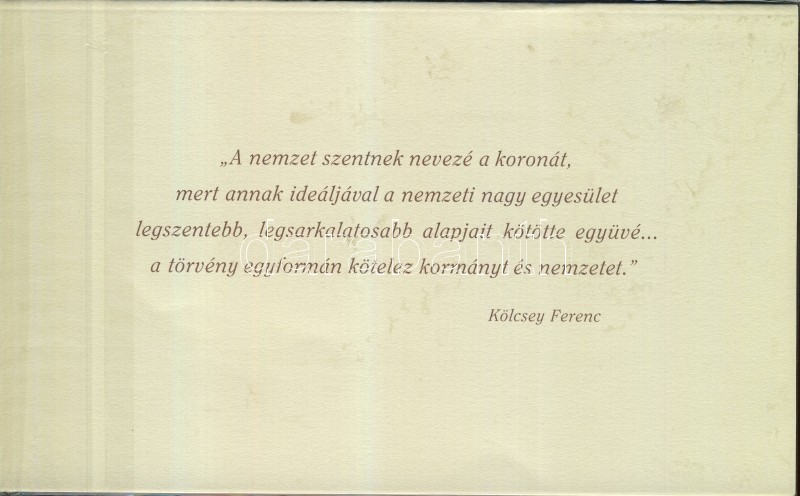 „A nemzet szentnek nevezé a koronát,
mert annak ideáljával a nemzeti nagy egyesület
legszentebb, legsarkalatosabb alapjait kötötte együvé...
a törvény egyformán kötelez kormányt és nemzetet.”
Kölcsey Ferenc
darabanth